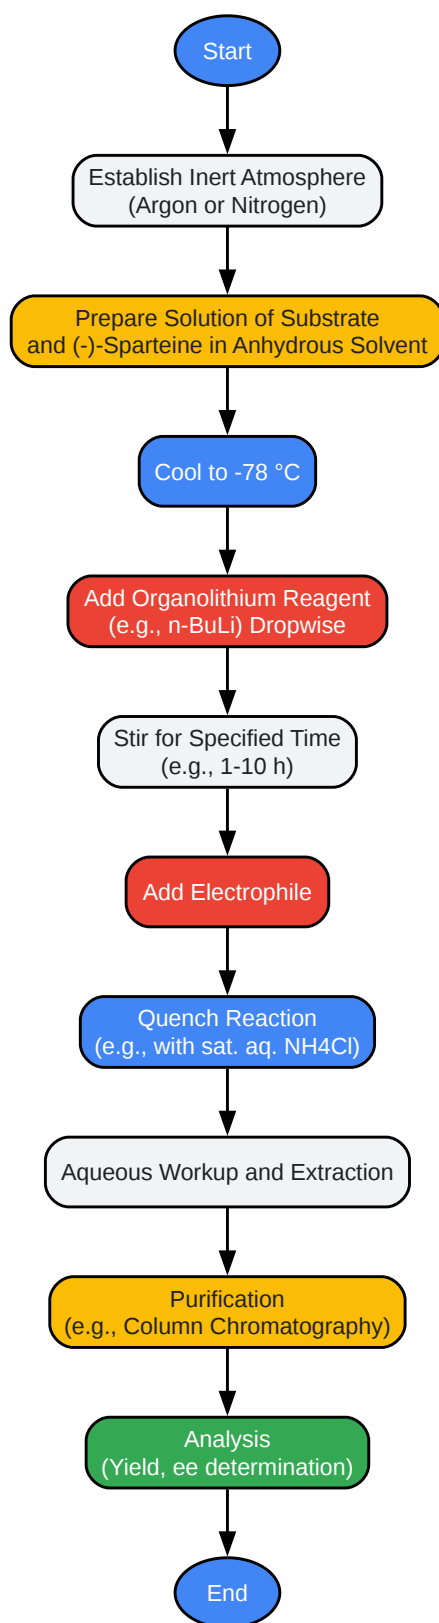 Start
Establish Inert Atmosphere
(Argon or Nitrogen)
Prepare Solution of Substrate
and (-)-Sparteine in Anhydrous Solvent
Cool to -78 °C
Add Organolithium Reagent
(e.g., n-BuLi) Dropwise
Stir for Specified Time
(e.g., 1-10 h)
Add Electrophile
Quench Reaction
(e.g., with sat. aq. NH4Cl)
Aqueous Workup and Extraction
Purification
(e.g., Column Chromatography)
Analysis
(Yield, ee determination)
End